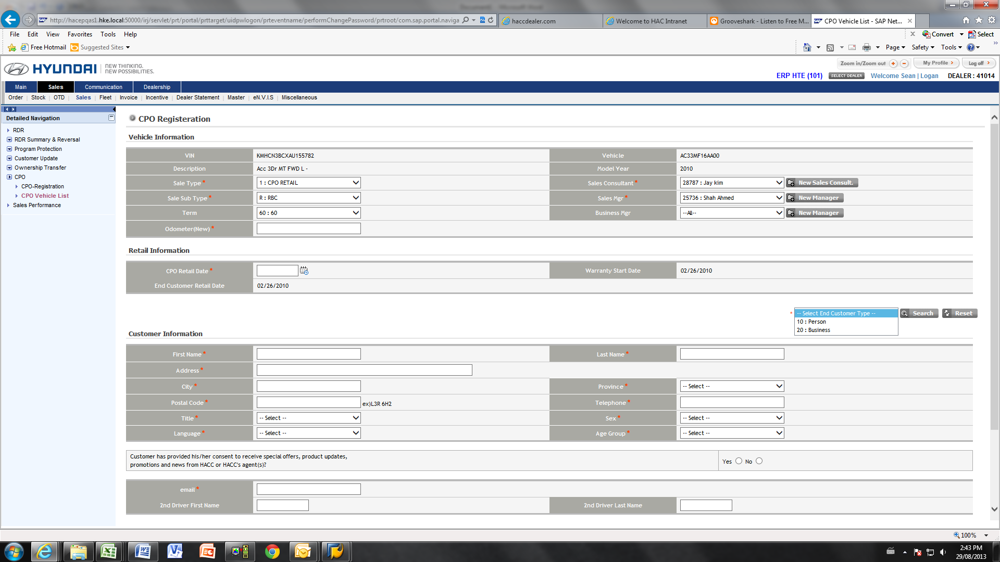 http://hacepqas1.hke.local:50000/irj/servlet/prt/portal/prttarget/uidpwlogon/prteventname/performChangePassword/prtroot/com.sap.portal.naviga
haccdealer.com
Welcome to HAC Intranet
Grooveshark - Listen to Free M...
CPO Vehicle List - SAP Net...
File Edit View Favorites Tools Help
Convert Select
Free Hotmail Suggested Sites
Page Safety Tools
HYUNDAI NEW THINKING.
NEW POSSIBILITIES.
Zoom in/Zoom out My Profile Log off
ERP HTE (101) SELECT DEALER Welcome Sean | Logan DEALER : 41014
Main Sales Communication Dealership
Order Stock OTD Sales Fleet Invoice Incentive Dealer Statement Master eN.V.I.S Miscellaneous
Detailed Navigation
RDR
RDR Summary & Reversal
Program Protection
Customer Update
Ownership Transfer
CPO
CPO-Registration
CPO Vehicle List
Sales Performance
CPO Registeration
Vehicle Information
VIN KMHCN3BCXAU155782 Vehicle AC33MF16AA00
Description Acc 3Dr MT FWD L - Model Year 2010
Sale Type * 1 : CPO RETAIL Sales Consultant * 28787 : Jay kim New Sales Consult.
Sale Sub Type * R : RBC Sales Mgr * 25736 : Shah Ahmed New Manager
Term 60 : 60 Business Mgr --All-- New Manager
Odometer(New) *
Retail Information
CPO Retail Date * Warranty Start Date 02/26/2010
End Customer Retail Date 02/26/2010
* -- Select End Customer Type -- Search Reset
10 : Person
20 : Business
Customer Information
First Name * Last Name *
Address *
City * Province * -- Select --
Postal Code * ex)L3R 6H2 Telephone *
Title * -- Select -- Sex * -- Select --
Language * -- Select -- Age Group * -- Select --
Customer has provided his/her consent to receive special offers, product updates,
promotions and news from HACC or HACC's agent(s)?
Yes No
email *
2nd Driver First Name 2nd Driver Last Name
100%
2:43 PM
29/08/2013